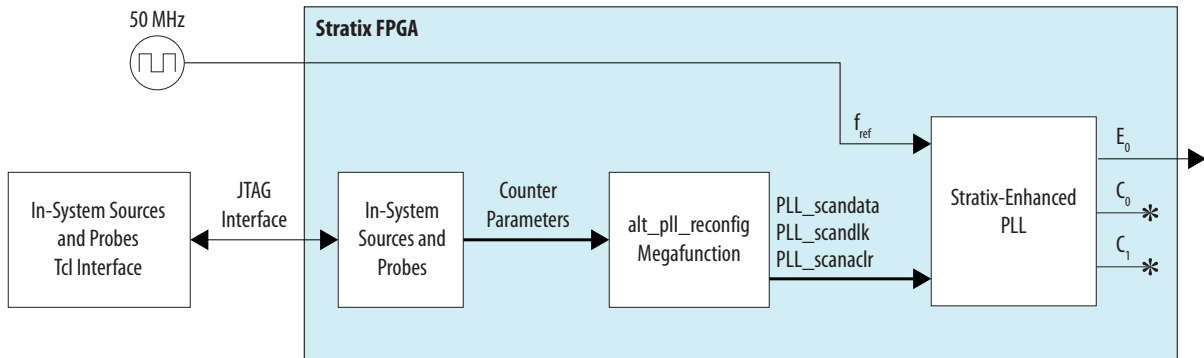 50 MHz
Stratix FPGA
f_ref
In-System Sources
and Probes
Tcl Interface
JTAG
Interface
In-System
Sources and
Probes
Counter
Parameters
alt_pll_reconfig
Megafunction
PLL_scandata
PLL_scandlk
PLL_scanaclr
Stratix-Enhanced
PLL
E0
C0
C1